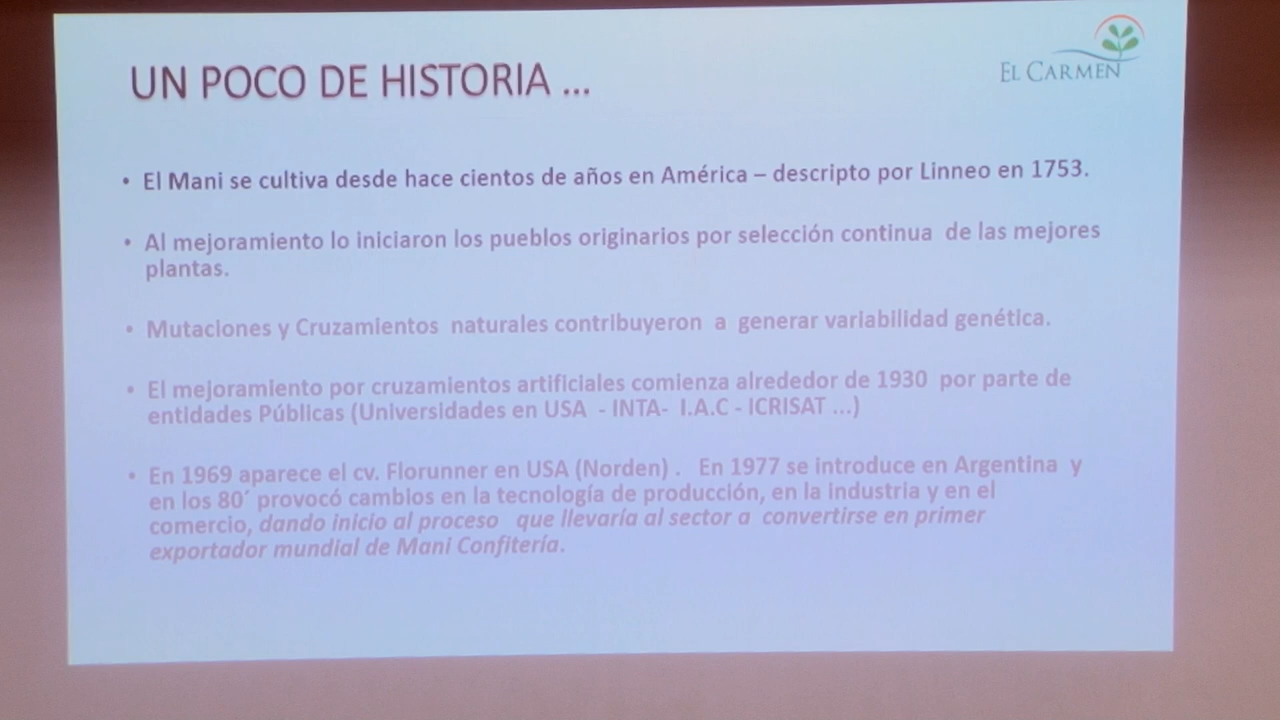 UN POCO DE HISTORIA ...
EL CARMEN
• El Mani se cultiva desde hace cientos de años en América – descripto por Linneo en 1753.
• Al mejoramiento lo iniciaron los pueblos originarios por selección continua de las mejores
plantas.
• Mutaciones y Cruzamientos naturales contribuyeron a generar variabilidad genética.
• El mejoramiento por cruzamientos artificiales comienza alrededor de 1930 por parte de
entidades Públicas (Universidades en USA - INTA- I.A.C - ICRISAT ...)
• En 1969 aparece el cv. Florunner en USA (Norden) . En 1977 se introduce en Argentina y
en los 80´ provocó cambios en la tecnología de producción, en la industria y en el
comercio, dando inicio al proceso que llevaría al sector a convertirse en primer
exportador mundial de Mani Confitería.